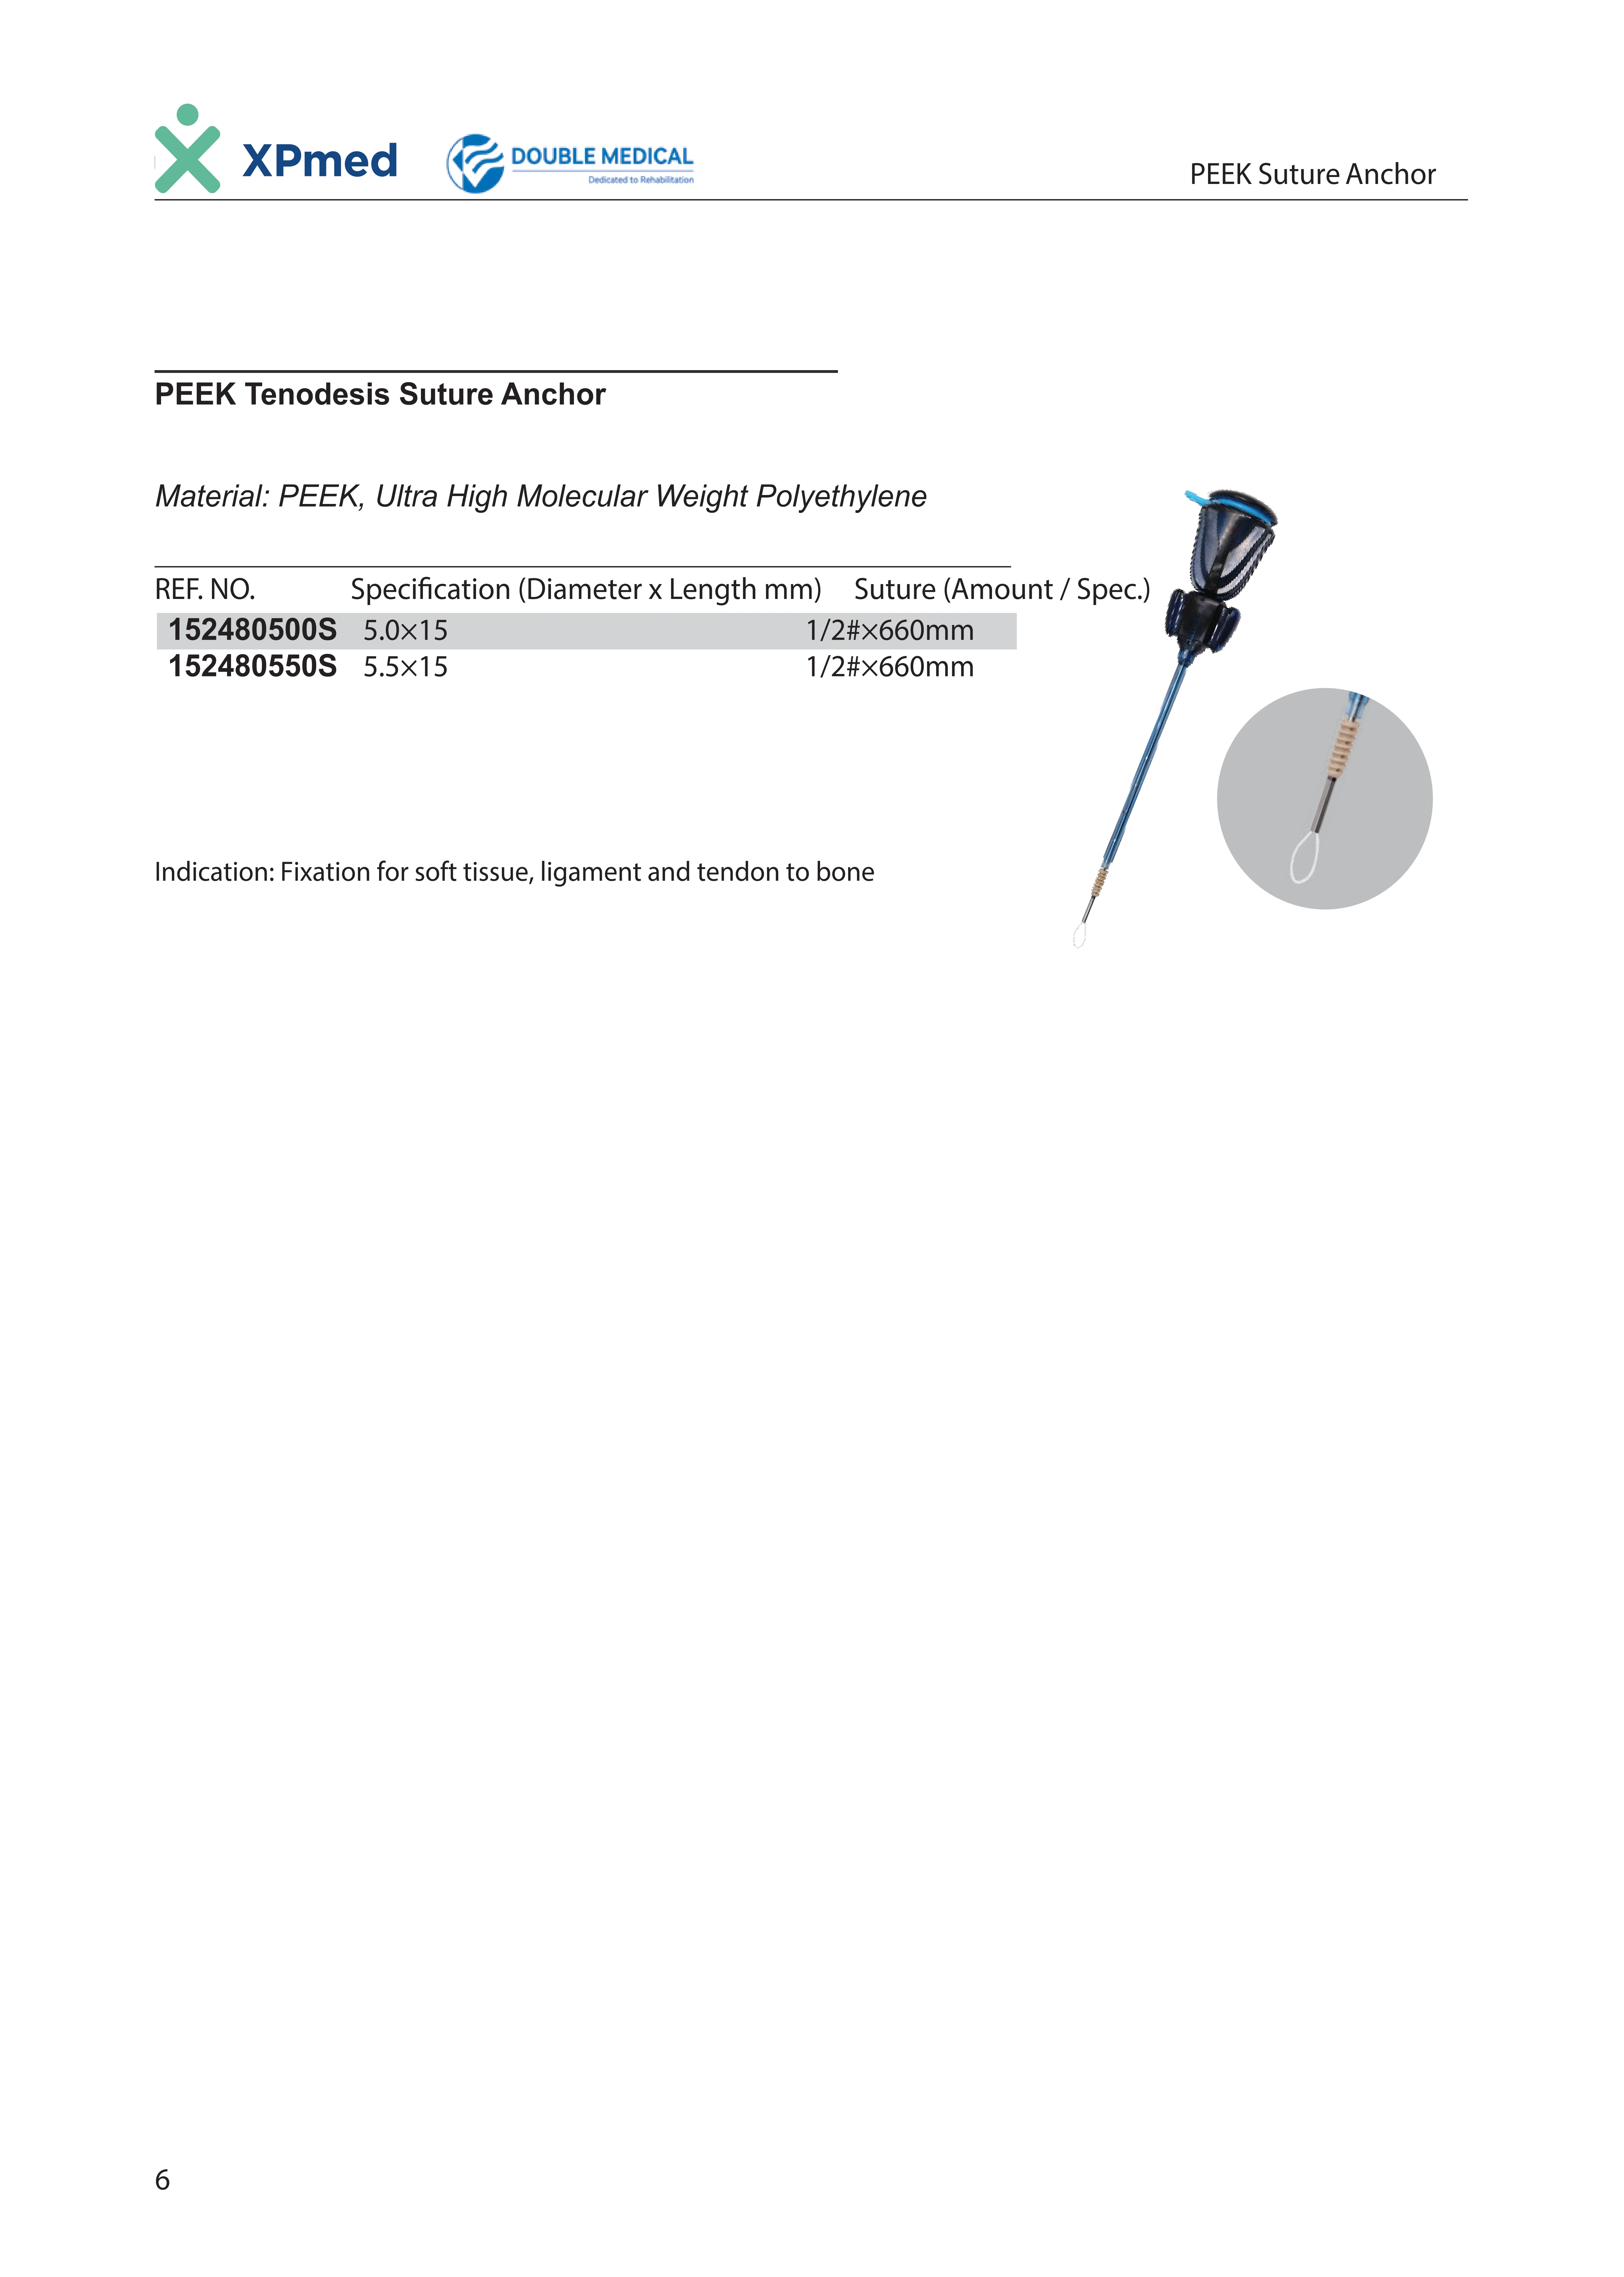 XPmed
DOUBLE MEDICAL
Dedicated to Rehabilitation
PEEK Suture Anchor
PEEK Tenodesis Suture Anchor
Material: PEEK, Ultra High Molecular Weight Polyethylene
REF. NO. Specification (Diameter x Length mm) Suture (Amount / Spec.)
152480500S 5.0×15 1/2#×660mm
152480550S 5.5×15 1/2#×660mm
Indication: Fixation for soft tissue, ligament and tendon to bone
6